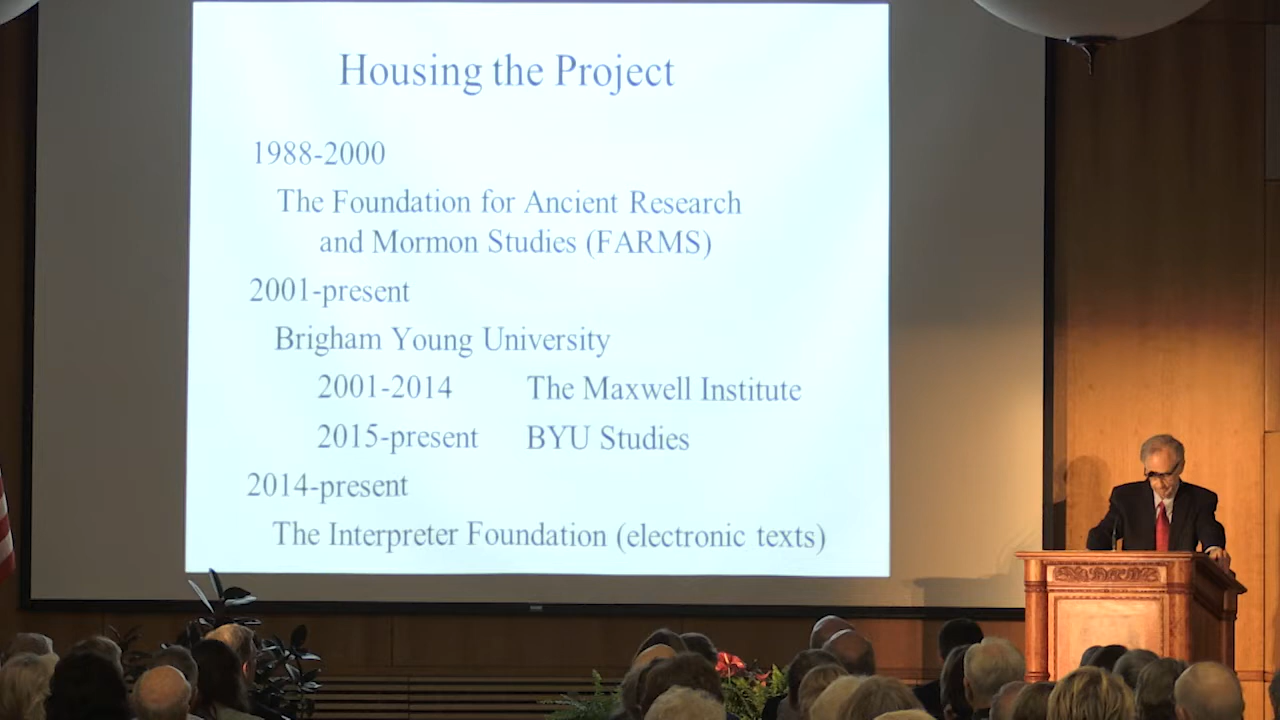 Housing the Project
1988-2000
The Foundation for Ancient Research
and Mormon Studies (FARMS)
2001-present
Brigham Young University
2001-2014 The Maxwell Institute
2015-present BYU Studies
2014-present
The Interpreter Foundation (electronic texts)